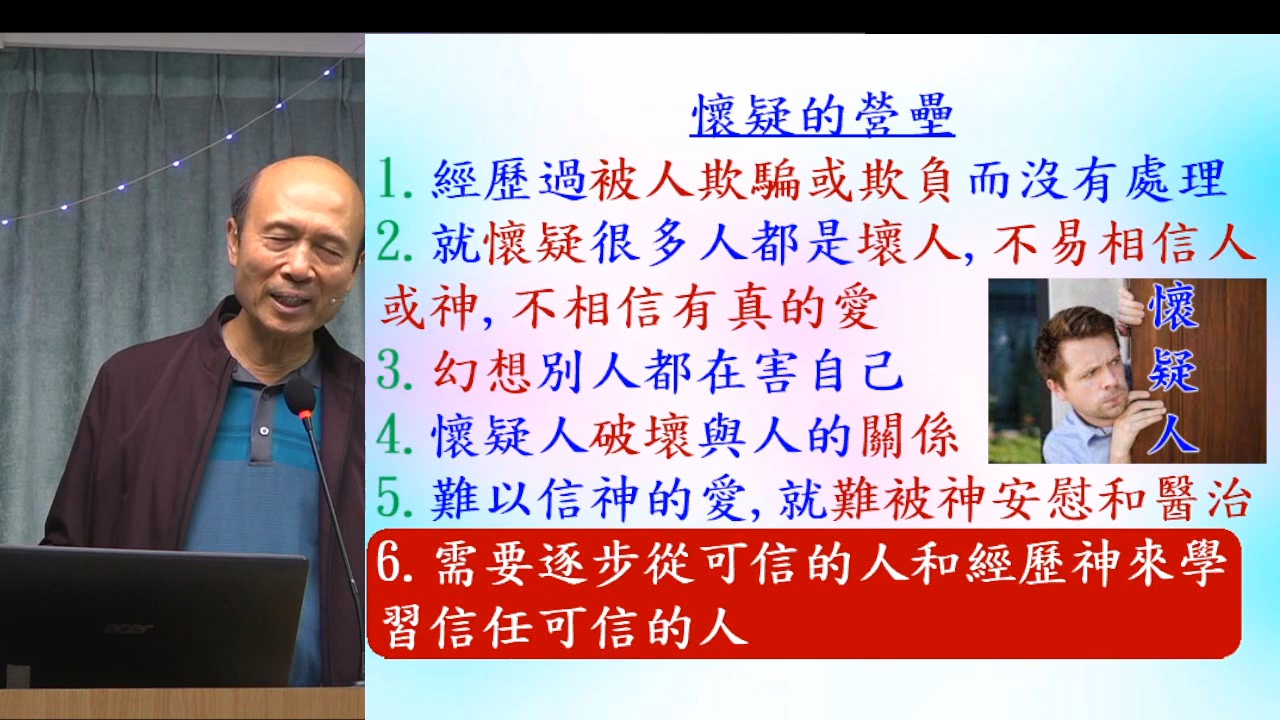 懷疑的營壘
1. 經歷過被人欺騙或欺負而沒有處理
2. 就懷疑很多人都是壞人,不易相信人
或神,不相信有真的愛
3. 幻想別人都在害自己
4. 懷疑人破壞與人的關係
5. 難以信神的愛,就難被神安慰和醫治
6. 需要逐步從可信的人和經歷神來學
習信任可信的人
懷
疑
人
acer